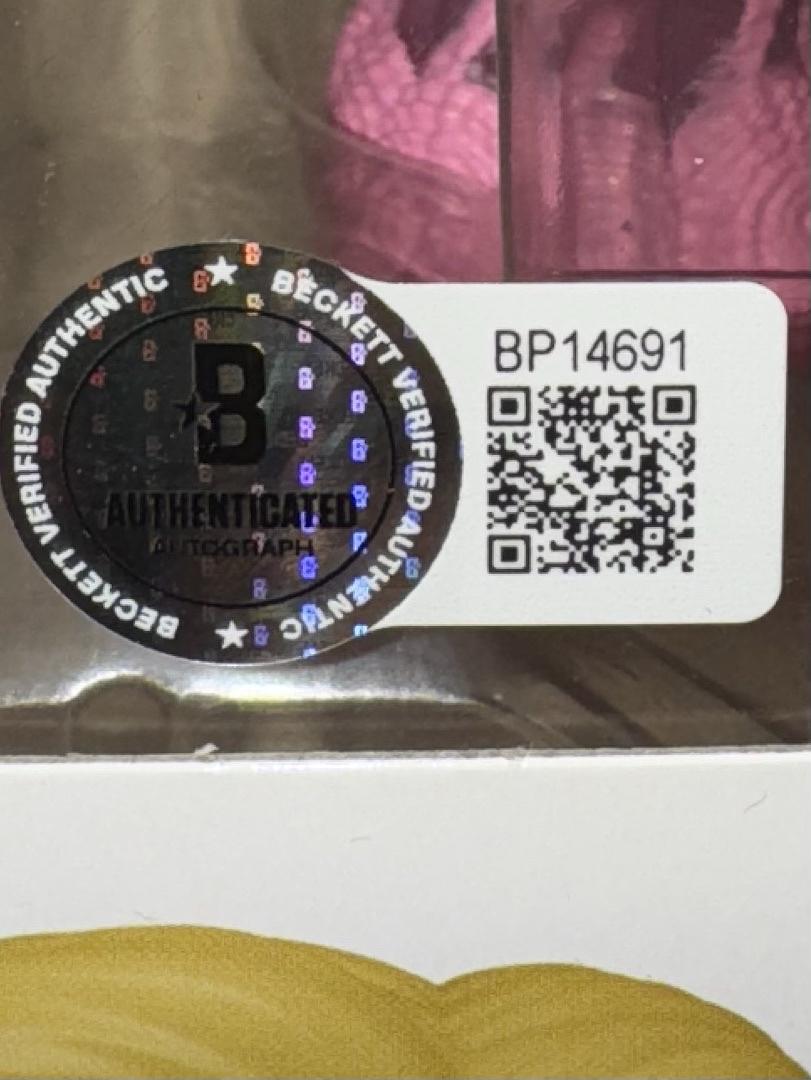 BECKETT VERIFIED AUTHENTIC ★ BECKETT VERIFIED AUTHENTIC ★
B
AUTHENTICATED
AUTOGRAPH
BP14691